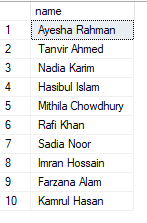 name
1 Ayesha Rahman
2 Tanvir Ahmed
3 Nadia Karim
4 Hasibul Islam
5 Mithila Chowdhury
6 Rafi Khan
7 Sadia Noor
8 Imran Hossain
9 Farzana Alam
10 Kamrul Hasan